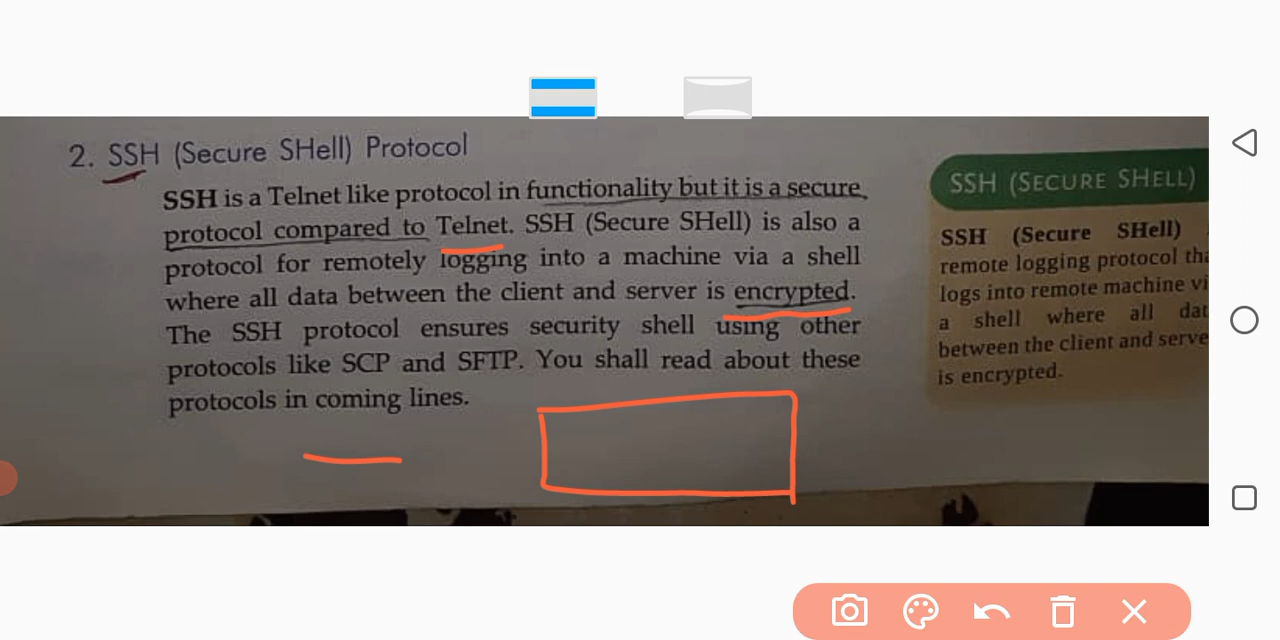 2. SSH (Secure SHell) Protocol
SSH is a Telnet like protocol in functionality but it is a secure
protocol compared to Telnet. SSH (Secure SHell) is also a
protocol for remotely logging into a machine via a shell
where all data between the client and server is encrypted.
The SSH protocol ensures security shell using other
protocols like SCP and SFTP. You shall read about these
protocols in coming lines.
SSH (SECURE SHELL)
SSH (Secure SHell)
remote logging protocol tha
logs into remote machine vi
a shell where all dat
between the client and serve
is encrypted.